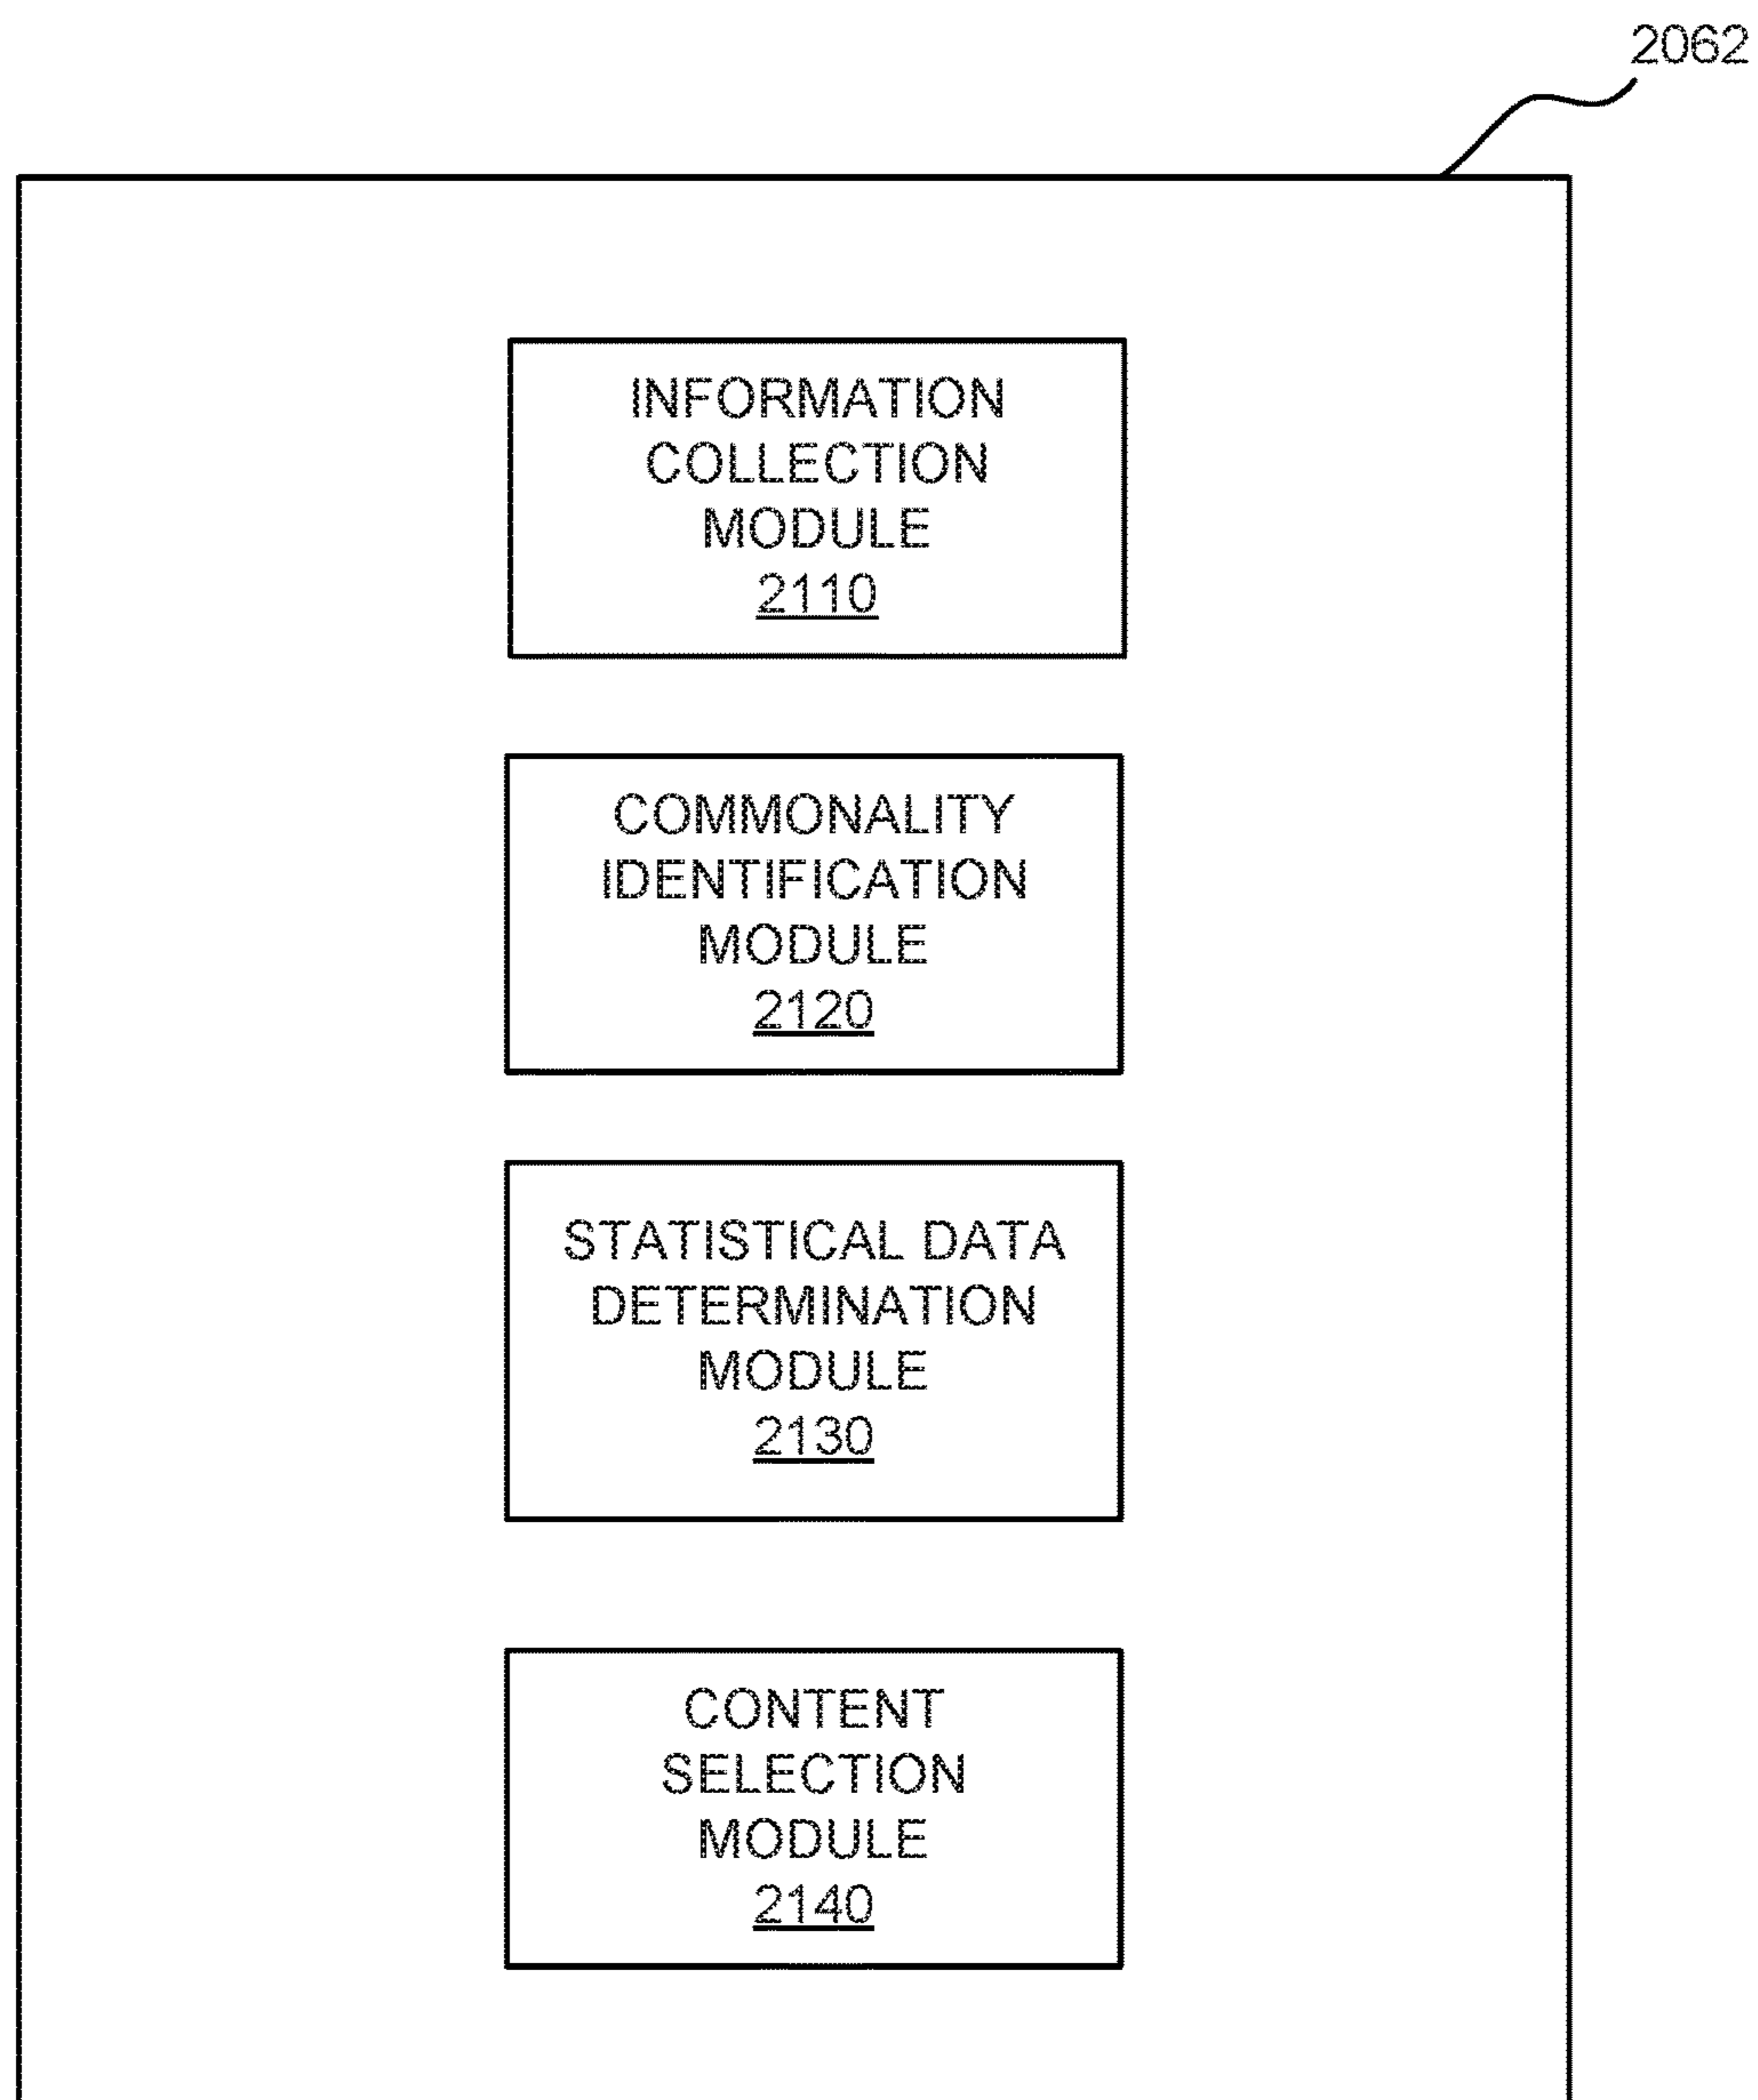 2062
INFORMATION
COLLECTION
MODULE
2110
COMMONALITY
IDENTIFICATION
MODULE
2120
STATISTICAL DATA
DETERMINATION
MODULE
2130
CONTENT
SELECTION
MODULE
2140